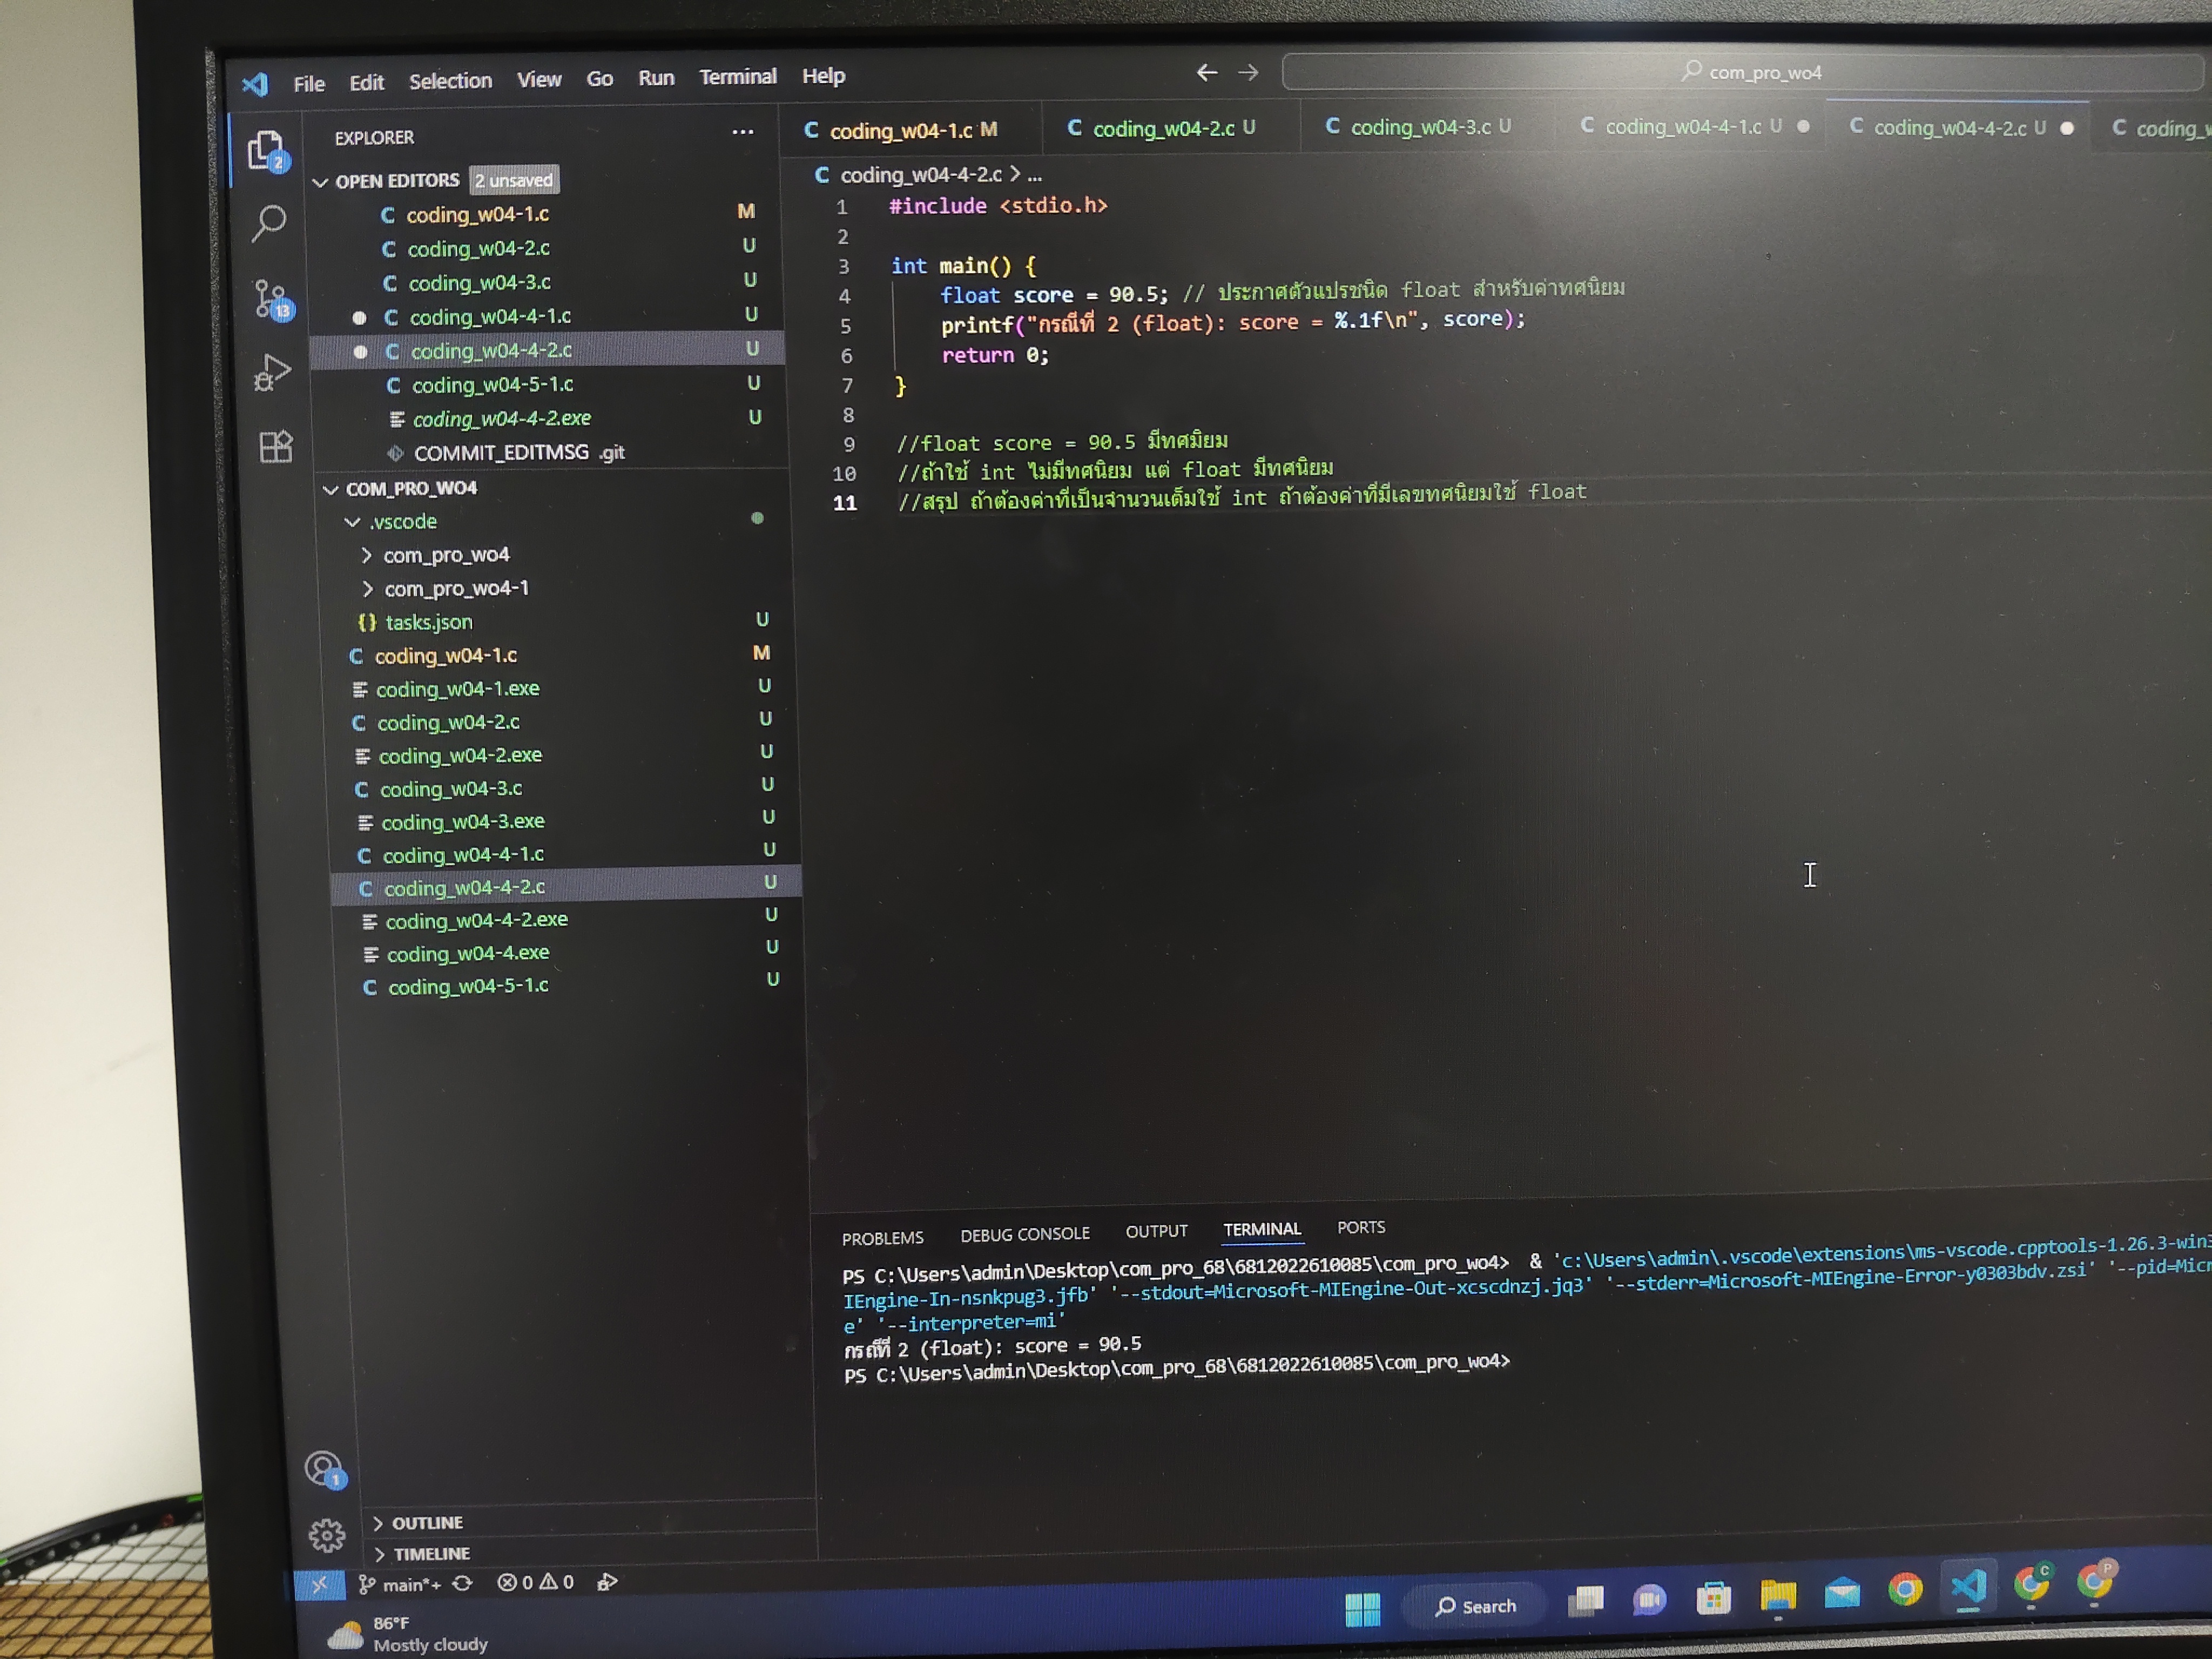 File Edit Selection View Go Run Terminal Help
com_pro_wo4
EXPLORER
OPEN EDITORS 2 unsaved
coding_w04-1.c M
coding_w04-2.c U
coding_w04-3.c U
coding_w04-4-1.c U
coding_w04-4-2.c U
coding_w04-5-1.c U
coding_w04-4-2.exe U
COMMIT_EDITMSG .git
COM_PRO_WO4
.vscode
com_pro_wo4
com_pro_wo4-1
{} tasks.json U
C coding_w04-1.c M
coding_w04-1.exe U
C coding_w04-2.c U
coding_w04-2.exe U
C coding_w04-3.c U
coding_w04-3.exe U
C coding_w04-4-1.c U
C coding_w04-4-2.c U
coding_w04-4-2.exe U
coding_w04-4.exe U
C coding_w04-5-1.c U
OUTLINE
TIMELINE
C coding_w04-1.c M C coding_w04-2.c U C coding_w04-3.c U C coding_w04-4-1.c U C coding_w04-4-2.c U C
C coding_w04-4-2.c > ...
1 #include <stdio.h>
2
3 int main() {
4 float score = 90.5; // ประกาศตัวแปรชนิด float สำหรับค่าทศนิยม
5 printf("กรณีที่ 2 (float): score = %.1f\n", score);
6 return 0;
7 }
8
9 //float score = 90.5 มีทศมิยม
10 //ถ้าใช้ int ไม่มีทศนิยม แต่ float มีทศนิยม
11 //สรุป ถ้าต้องค่าที่เป็นจำนวนเต็มใช้ int ถ้าต้องค่าที่มีเลขทศนิยมใช้ float
PROBLEMS DEBUG CONSOLE OUTPUT TERMINAL PORTS
PS C:\Users\admin\Desktop\com_pro_68\6812022610085\com_pro_wo4> & 'c:\Users\admin\.vscode\extensions\ms-vscode.cpptools-1.26.3-win3
IEngine-In-nsnkpug3.jfb' '--stdout=Microsoft-MIEngine-Out-xcscdnzj.jq3' '--stderr=Microsoft-MIEngine-Error-y0303bdv.zsi' '--pid=Micr
e' '--interpreter=mi'
กรณีที่ 2 (float): score = 90.5
PS C:\Users\admin\Desktop\com_pro_68\6812022610085\com_pro_wo4>
main*+ 0 0
86°F
Mostly cloudy
Search